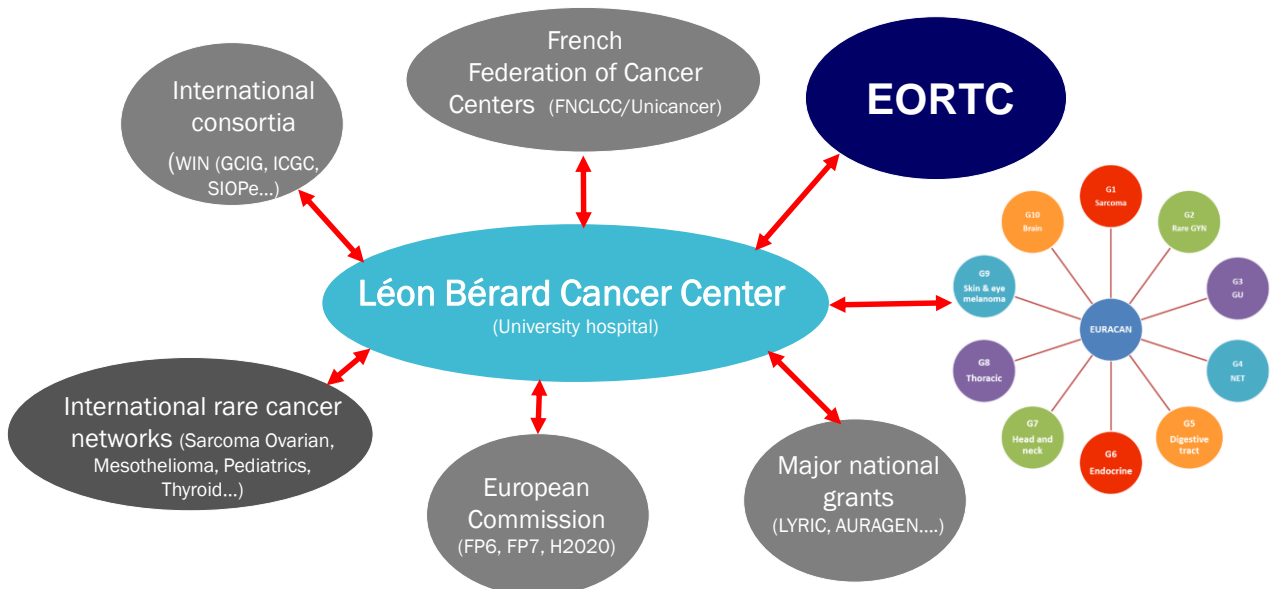 French
Federation of Cancer
Centers (FNCLCC/Unicancer)
International
consortia
(WIN (GCIG, ICGC,
SIOPe...)
EORTC
Léon Bérard Cancer Center
(University hospital)
International rare cancer
networks (Sarcoma Ovarian,
Mesothelioma, Pediatrics,
Thyroid...)
European
Commission
(FP6, FP7, H2020)
Major national
grants
(LYRIC, AURAGEN....)
EURACAN
G1
Sarcoma
G2
Rare GYN
G3
GU
G4
NET
G5
Digestive
tract
G6
Endocrine
G7
Head and
neck
G8
Thoracic
G9
Skin & eye
melanoma
G10
Brain